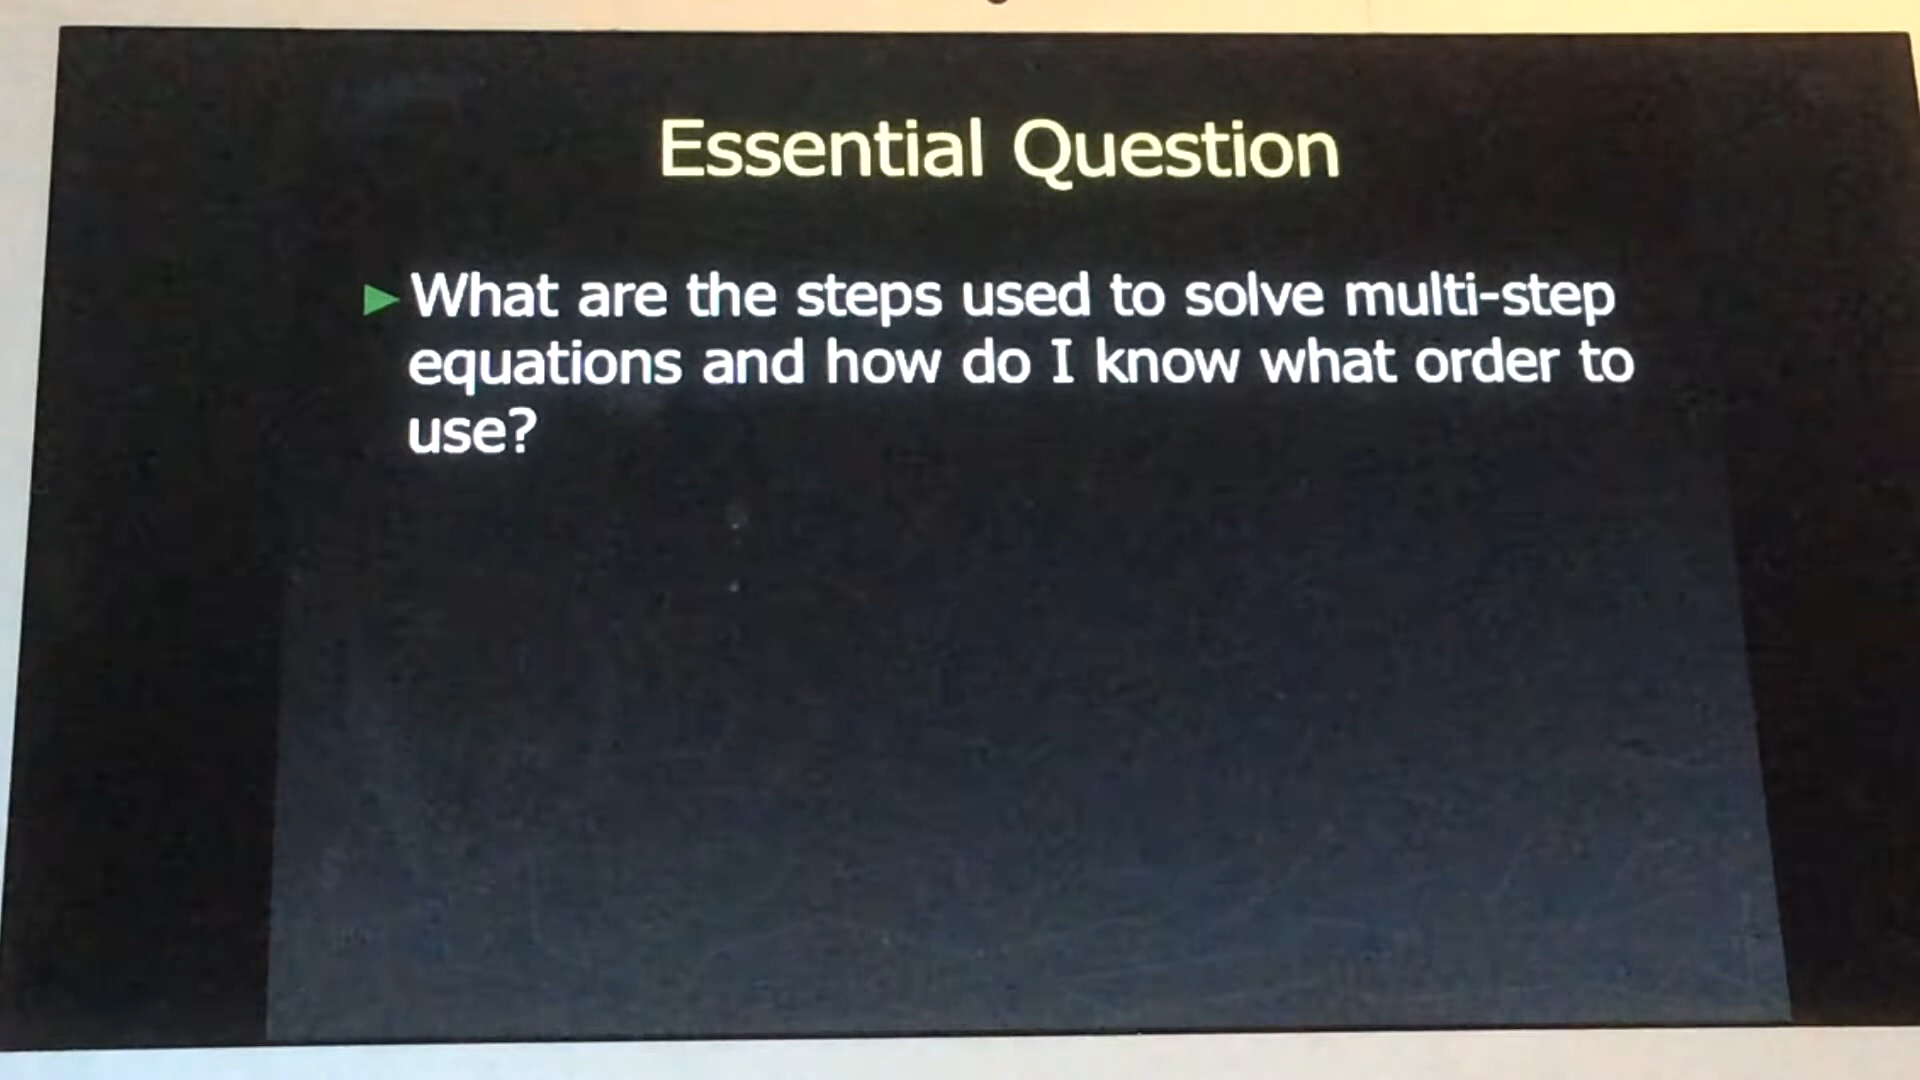 Essential Question
What are the steps used to solve multi-step
equations and how do I know what order to
use?